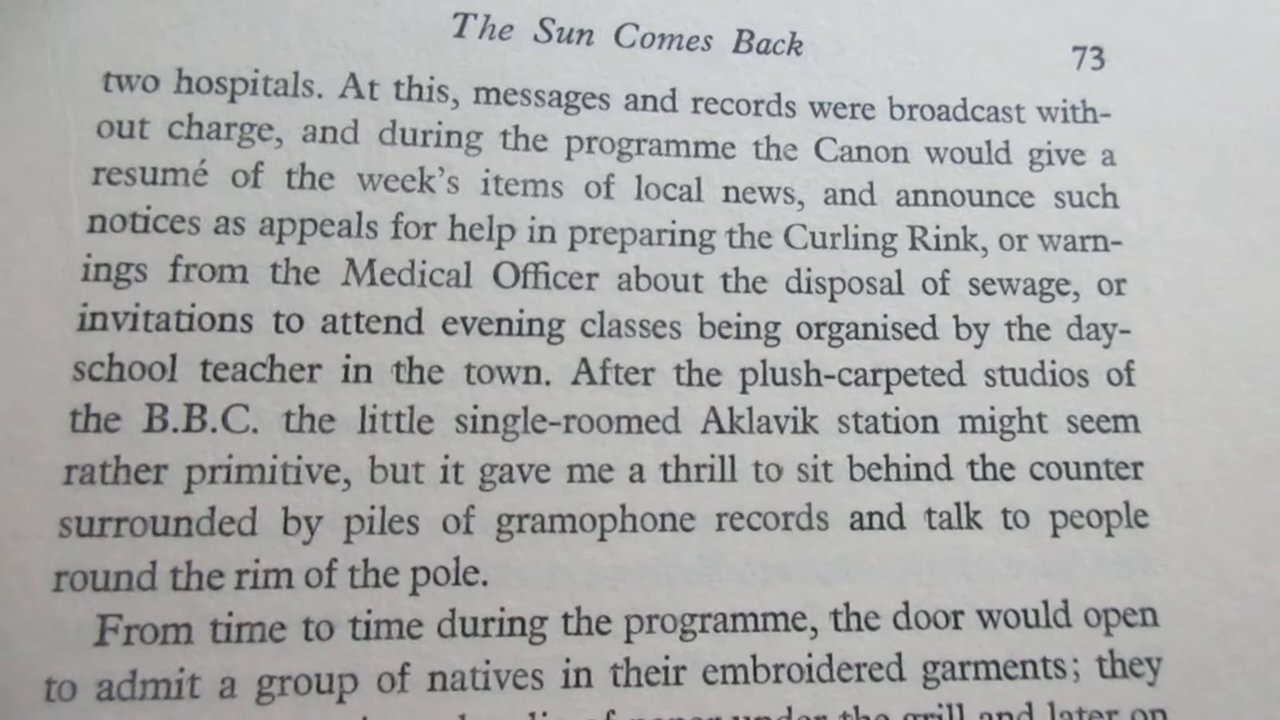 The Sun Comes Back 73
two hospitals. At this, messages and records were broadcast with-
out charge, and during the programme the Canon would give a
resumé of the week's items of local news, and announce such
notices as appeals for help in preparing the Curling Rink, or warn-
ings from the Medical Officer about the disposal of sewage, or
invitations to attend evening classes being organised by the day-
school teacher in the town. After the plush-carpeted studios of
the B.B.C. the little single-roomed Aklavik station might seem
rather primitive, but it gave me a thrill to sit behind the counter
surrounded by piles of gramophone records and talk to people
round the rim of the pole.
From time to time during the programme, the door would open
to admit a group of natives in their embroidered garments; they
under the grill and later on